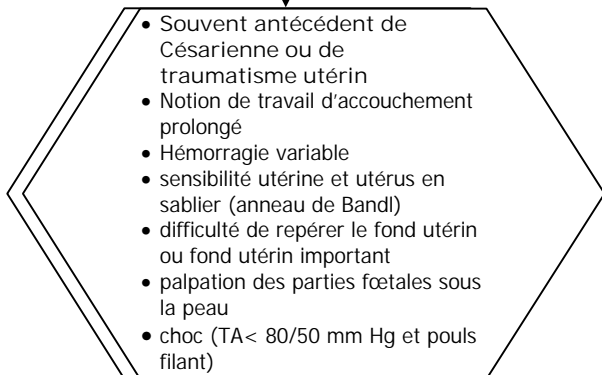 • Souvent antécédent de
Césarienne ou de
traumatisme utérin
• Notion de travail d'accouchement
prolongé
• Hémorragie variable
• sensibilité utérine et utérus en
sablier (anneau de Bandl)
• difficulté de repérer le fond utérin
ou fond utérin important
• palpation des parties fœtales sous
la peau
• choc (TA< 80/50 mm Hg et pouls
filant)